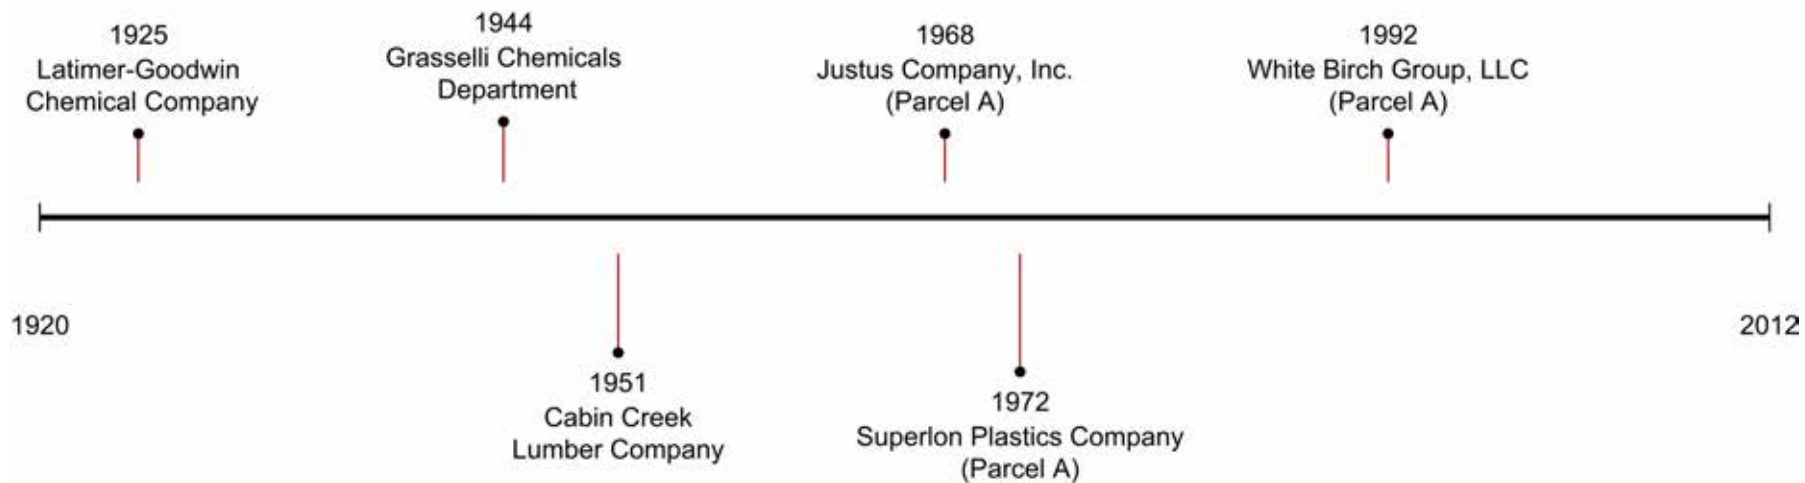 1925
Latimer-Goodwin
Chemical Company
1944
Grasselli Chemicals
Department
1968
Justus Company, Inc.
(Parcel A)
1992
White Birch Group, LLC
(Parcel A)
1920
2012
1951
Cabin Creek
Lumber Company
1972
Superlon Plastics Company
(Parcel A)